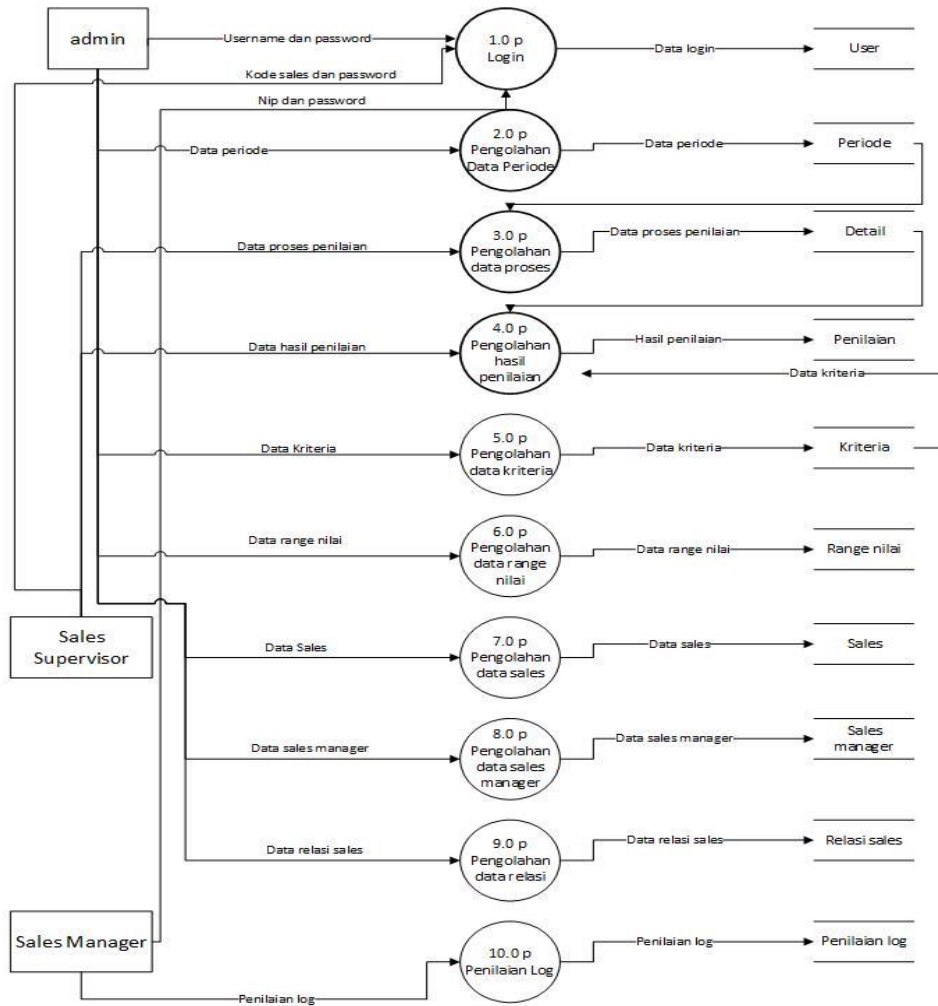 admin
Username dan password
1.0 p
Login
Data login
User
Kode sales dan password
Nip dan password
Data periode
2.0 p
Pengolahan
Data Periode
Data periode
Periode
Data proses penilaian
3.0 p
Pengolahan
data proses
Data proses penilaian
Detail
Data hasil penilaian
4.0 p
Pengolahan
hasil
penilaian
Hasil penilaian
Penilaian
Data kriteria
Data Kriteria
5.0 p
Pengolahan
data kriteria
Data kriteria
Kriteria
Data range nilai
6.0 p
Pengolahan
data range
nilai
Data range nilai
Range nilai
Sales
Supervisor
Data Sales
7.0 p
Pengolahan
data sales
Data sales
Sales
Data sales manager
8.0 p
Pengolahan
data sales
manager
Data sales manager
Sales
manager
Data relasi sales
9.0 p
Pengolahan
data relasi
Data relasi sales
Relasi sales
Sales Manager
Penilaian log
10.0 p
Penilaian Log
Penilaian log
Penilaian log